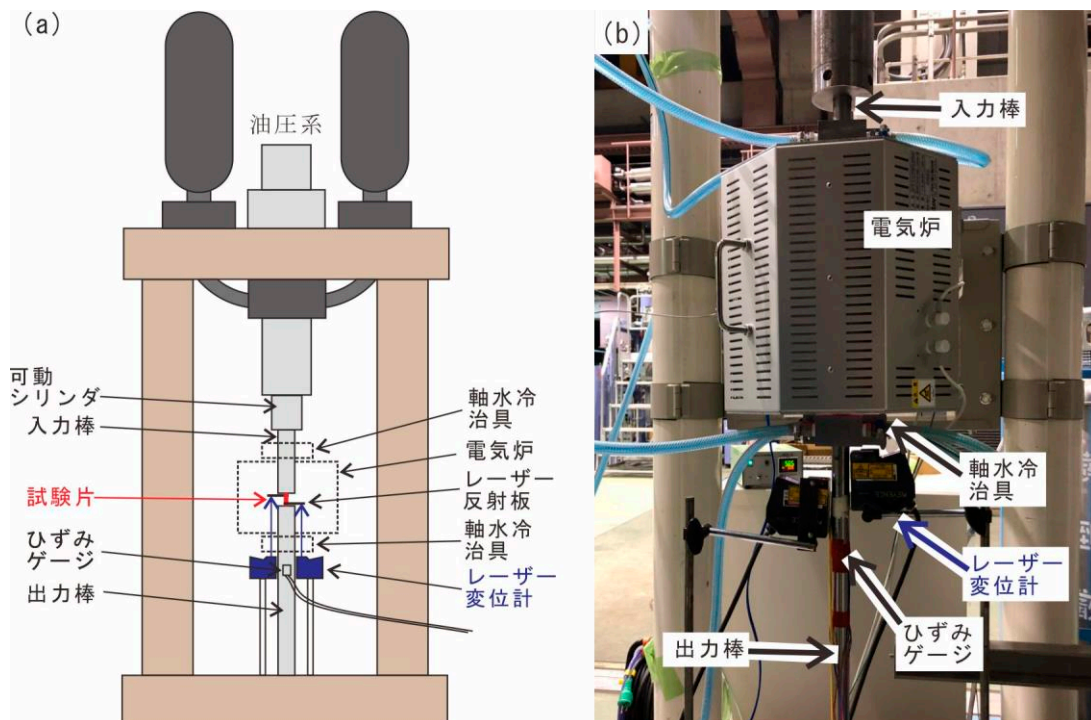 (a)
油圧系
可動
シリンダ
入力棒
試験片
ひずみ
ゲージ
出力棒
軸水冷
治具
電気炉
レーザー
反射板
軸水冷
治具
レーザー
変位計
(b)
入力棒
電気炉
軸水冷
治具
レーザー
変位計
ひずみ
ゲージ
出力棒